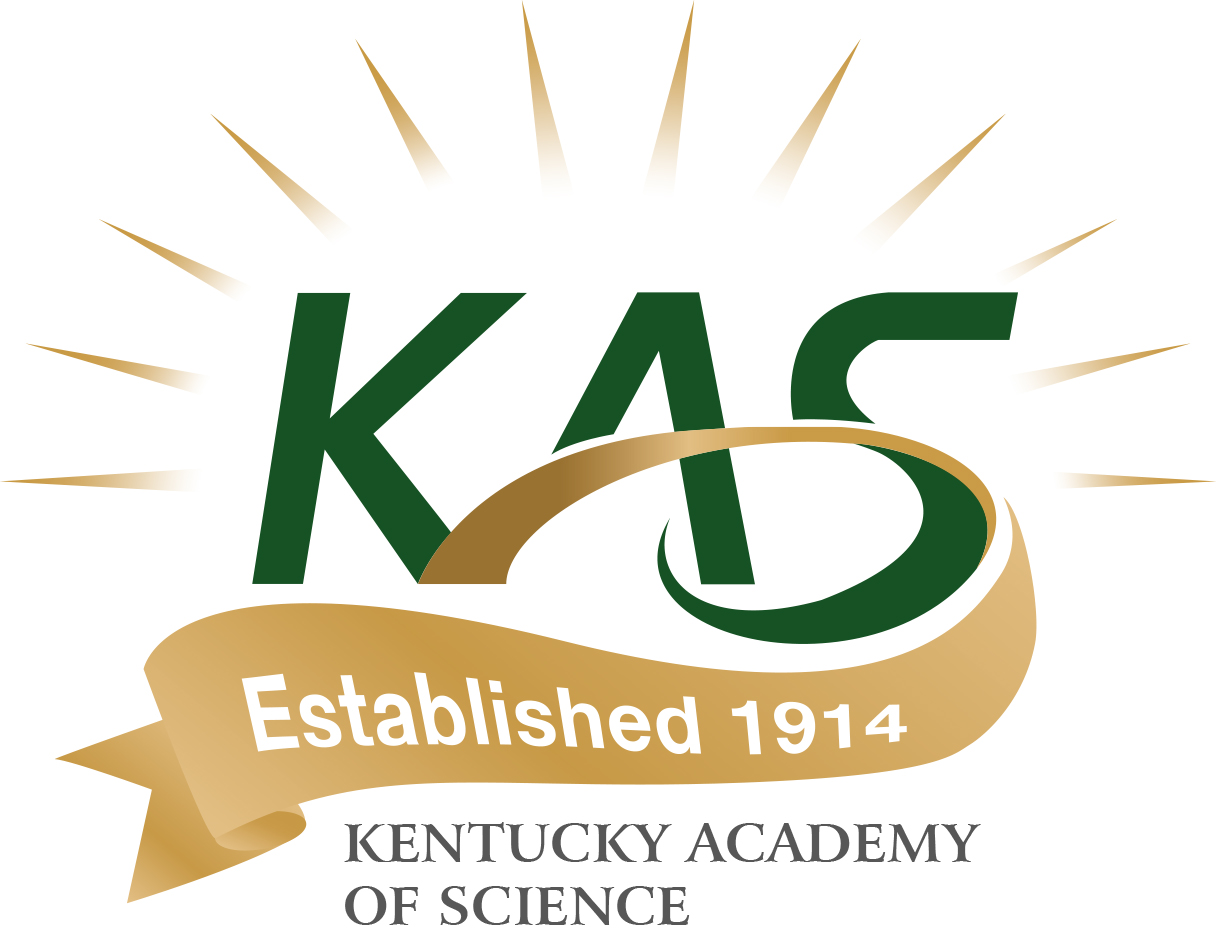 KAS
Established 1914
KENTUCKY ACADEMY
OF SCIENCE